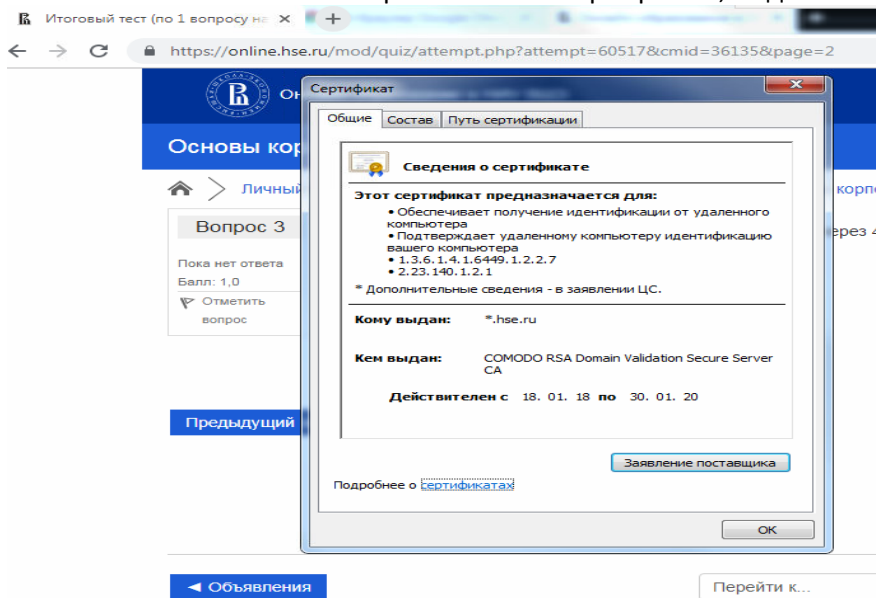 Итоговый тест (по 1 вопросу на
https://online.hse.ru/mod/quiz/attempt.php?attempt=60517&cmid=36135&page=2
Сертификат
Общие Состав Путь сертификации
Основы кор
Сведения о сертификате
Личный
Этот сертификат предназначается для:
• Обеспечивает получение идентификации от удаленного
компьютера
• Подтверждает удаленному компьютеру идентификацию
вашего компьютера
• 1.3.6.1.4.1.6449.1.2.2.7
• 2.23.140.1.2.1
* Дополнительные сведения - в заявлении ЦС.
Вопрос 3
Пока нет ответа
Балл: 1,0
Отметить
вопрос
Кому выдан: *.hse.ru
Кем выдан: COMODO RSA Domain Validation Secure Server
CA
Действителен с 18. 01. 18 по 30. 01. 20
Предыдущий
Заявление поставщика
Подробнее о сертификатах
OK
◄ Объявления
Перейти к...